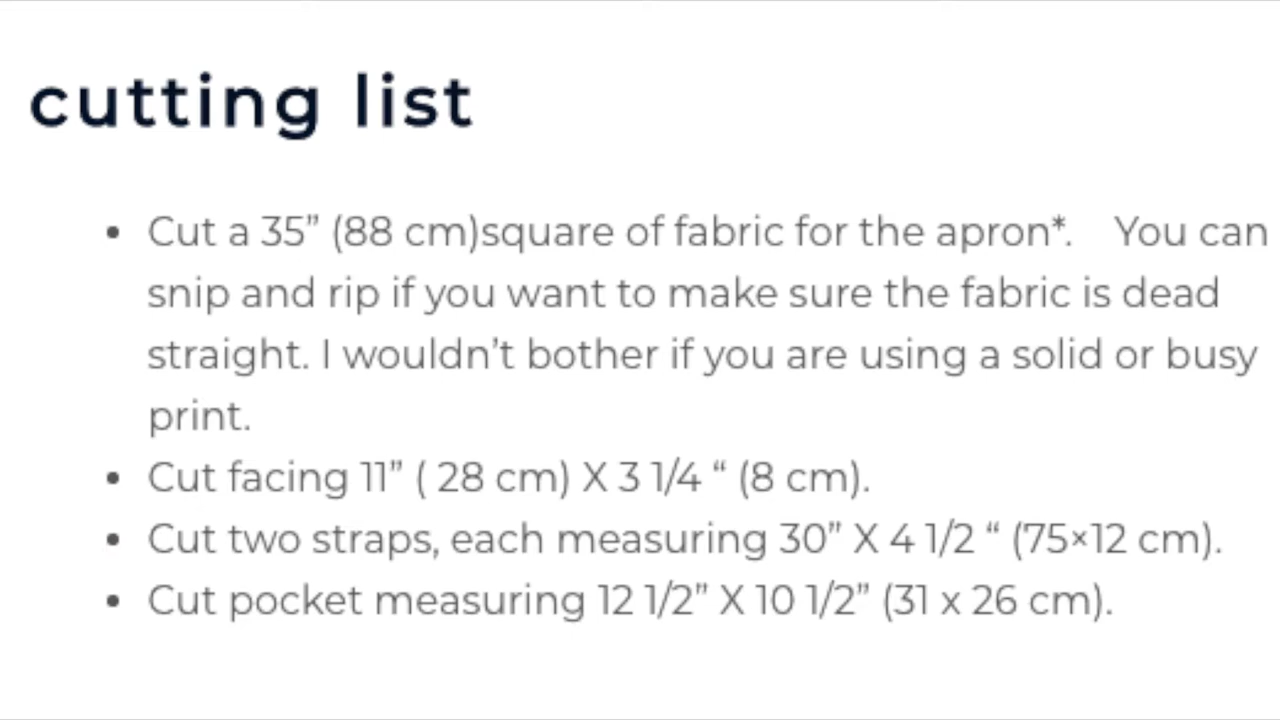 cutting list
• Cut a 35” (88 cm)square of fabric for the apron*.    You can
snip and rip if you want to make sure the fabric is dead
straight. I wouldn’t bother if you are using a solid or busy
print.
• Cut facing 11” ( 28 cm) X 3 1/4 “ (8 cm).
• Cut two straps, each measuring 30” X 4 1/2 “ (75×12 cm).
• Cut pocket measuring 12 1/2” X 10 1/2” (31 x 26 cm).